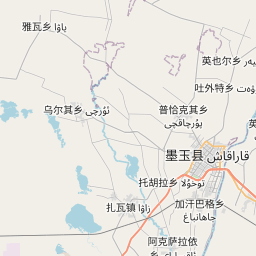 雅瓦乡 ياۋا
英也尔乡
吐外特乡
乌尔其乡 ئۇرچى
普恰克其乡
پۇرچاقچى
墨玉县 قاراقاش
托胡拉乡 توخۇلا
扎瓦镇 زاۋا
加汗巴格乡
جاھانباغ
阿克萨拉依
乡